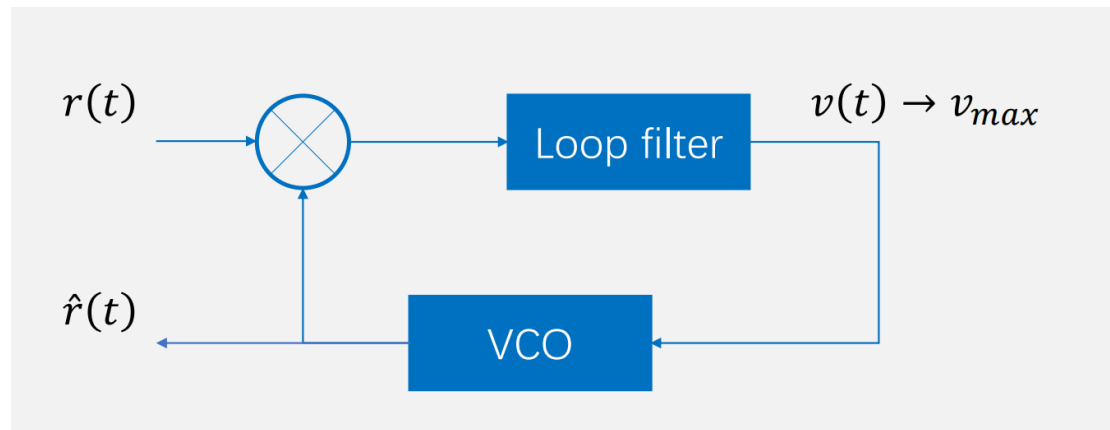 r(t)
Loop filter
v(t) → v_max
r̂(t)
VCO